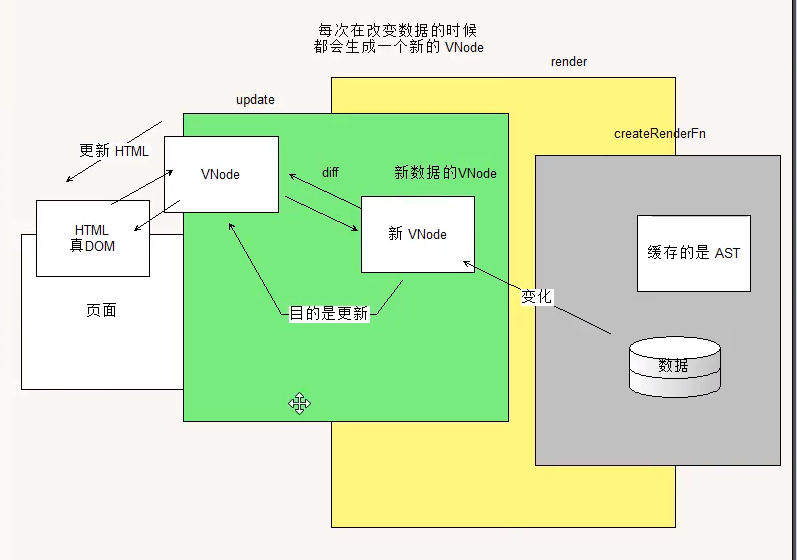 每次在改变数据的时候
都会生成一个新的 VNode
render
update
createRenderFn
更新 HTML
VNode
diff
新数据的VNode
HTML
真DOM
新 VNode
缓存的是 AST
页面
目的是更新
变化
数据